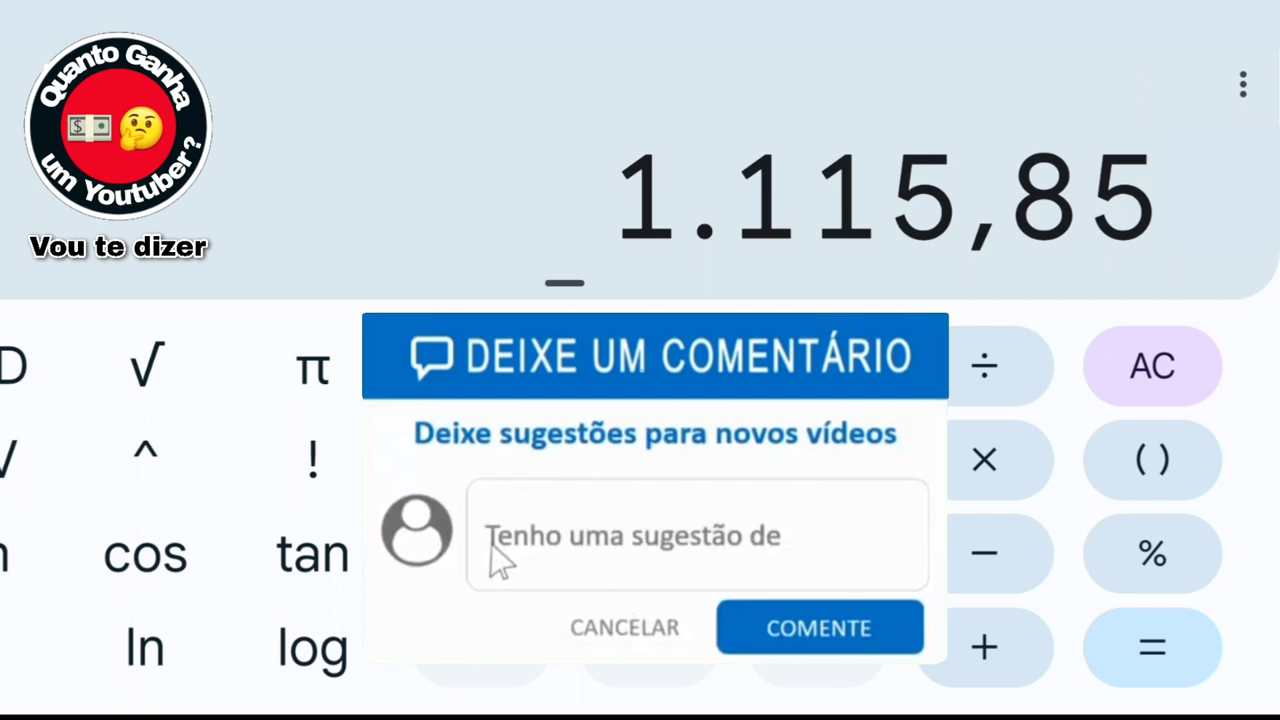 Quanto Ganha
um Youtuber?
Vou te dizer
1.115,85
DEIXE UM COMENTÁRIO
Deixe sugestões para novos vídeos
Tenho uma sugestão de
CANCELAR
COMENTE
D √ π ÷ AC
^ ! × ( )
cos tan − %
ln log + =